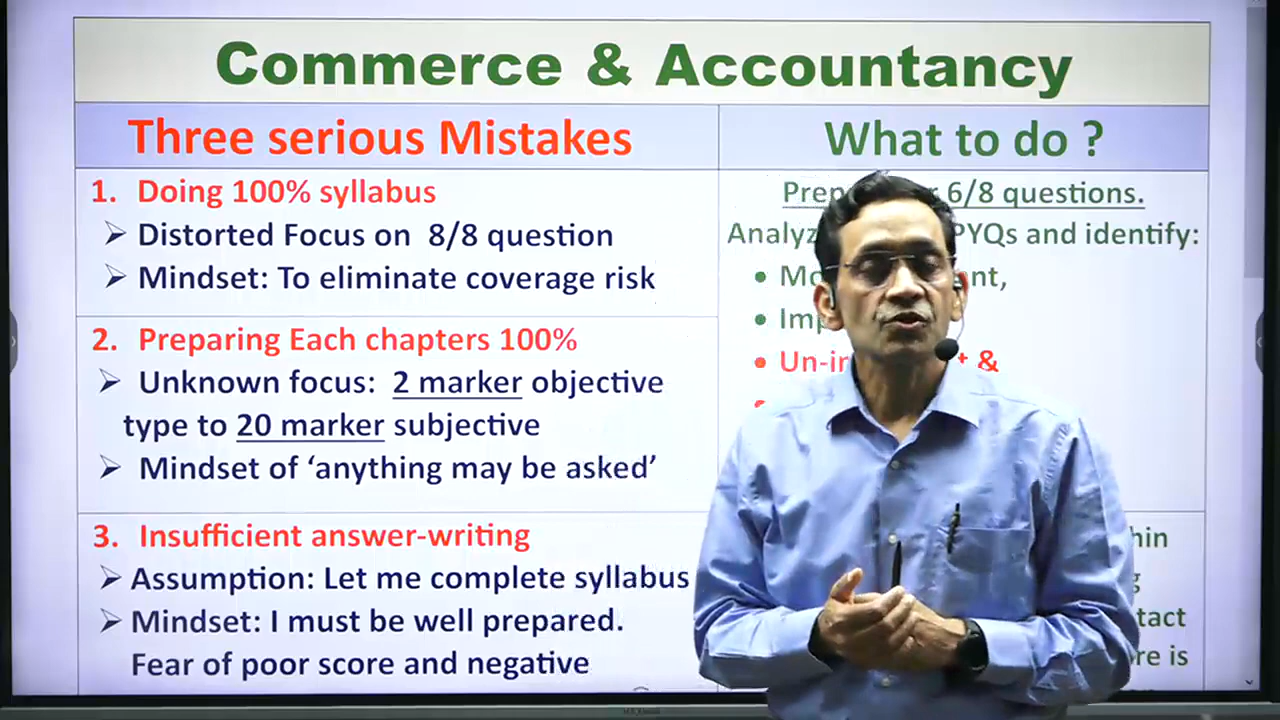 Commerce & Accountancy
Three serious Mistakes
What to do ?
1. Doing 100% syllabus
➢ Distorted Focus on 8/8 question
➢ Mindset: To eliminate coverage risk
2. Preparing Each chapters 100%
➢ Unknown focus: 2 marker objective
type to 20 marker subjective
➢ Mindset of ‘anything may be asked’
3. Insufficient answer-writing
➢ Assumption: Let me complete syllabus
➢ Mindset: I must be well prepared.
Fear of poor score and negative
6/8 questions.
PYQs and identify:
&
is